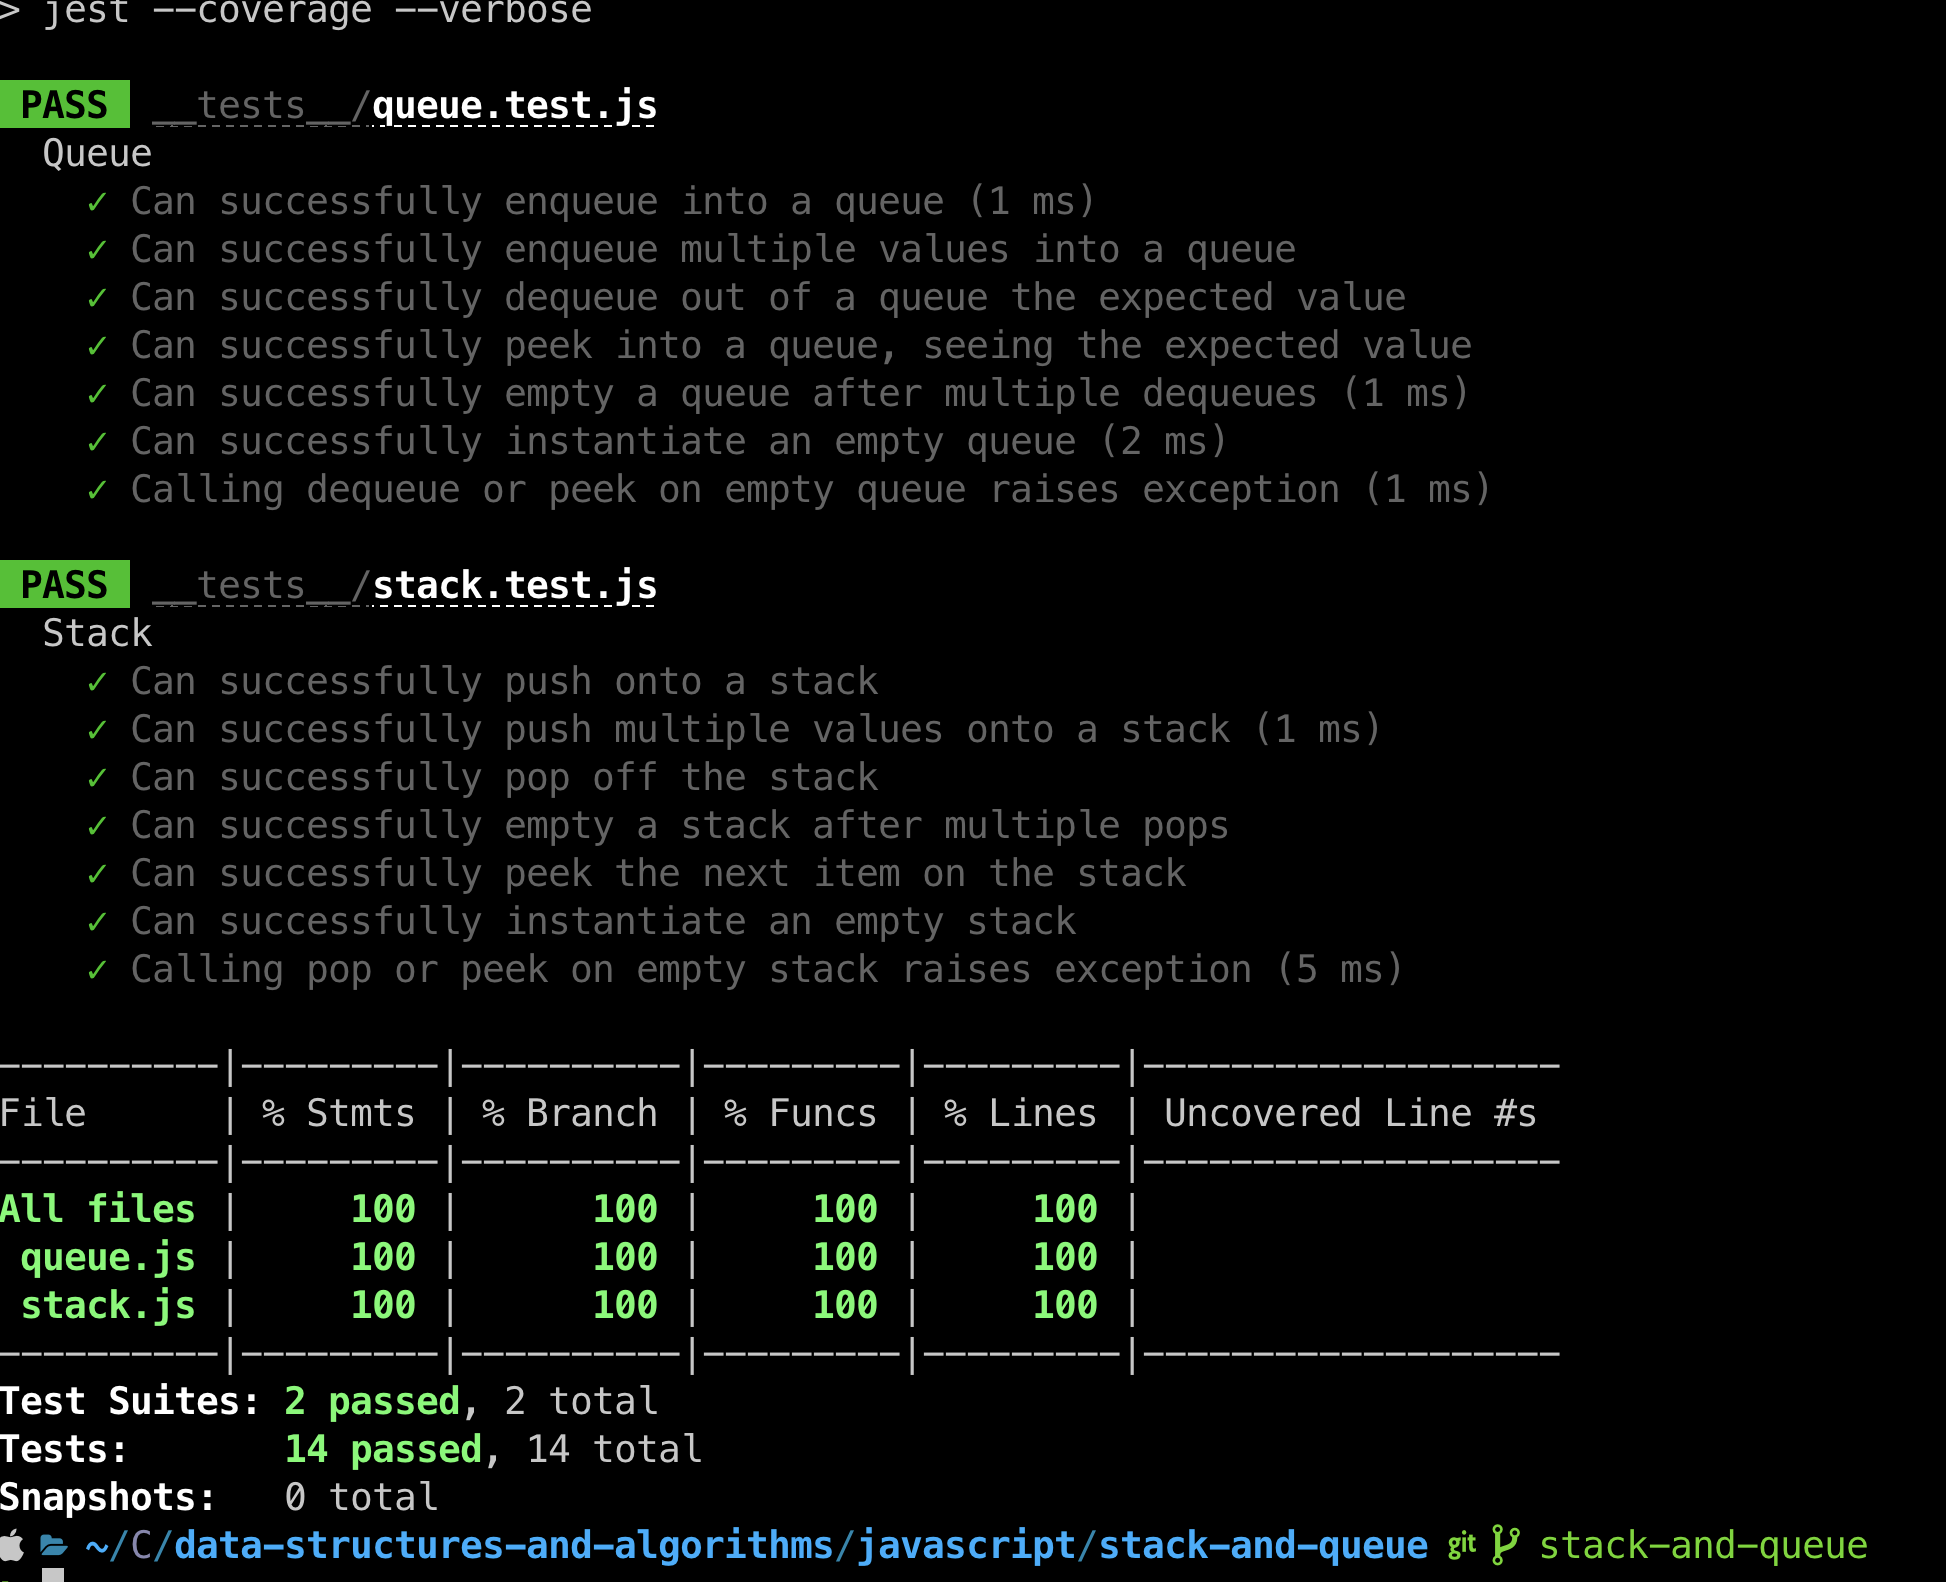 > jest --coverage --verbose
PASS __tests__/queue.test.js
Queue
✓ Can successfully enqueue into a queue (1 ms)
✓ Can successfully enqueue multiple values into a queue
✓ Can successfully dequeue out of a queue the expected value
✓ Can successfully peek into a queue, seeing the expected value
✓ Can successfully empty a queue after multiple dequeues (1 ms)
✓ Can successfully instantiate an empty queue (2 ms)
✓ Calling dequeue or peek on empty queue raises exception (1 ms)
PASS __tests__/stack.test.js
Stack
✓ Can successfully push onto a stack
✓ Can successfully push multiple values onto a stack (1 ms)
✓ Can successfully pop off the stack
✓ Can successfully empty a stack after multiple pops
✓ Can successfully peek the next item on the stack
✓ Can successfully instantiate an empty stack
✓ Calling pop or peek on empty stack raises exception (5 ms)
----------|---------|----------|---------|---------|-------------------
File      | % Stmts | % Branch | % Funcs | % Lines | Uncovered Line #s
----------|---------|----------|---------|---------|-------------------
All files |     100 |      100 |     100 |     100 |
 queue.js |     100 |      100 |     100 |     100 |
 stack.js |     100 |      100 |     100 |     100 |
----------|---------|----------|---------|---------|-------------------
Test Suites: 2 passed, 2 total
Tests:       14 passed, 14 total
Snapshots:   0 total
~/C/data-structures-and-algorithms/javascript/stack-and-queue git stack-and-queue